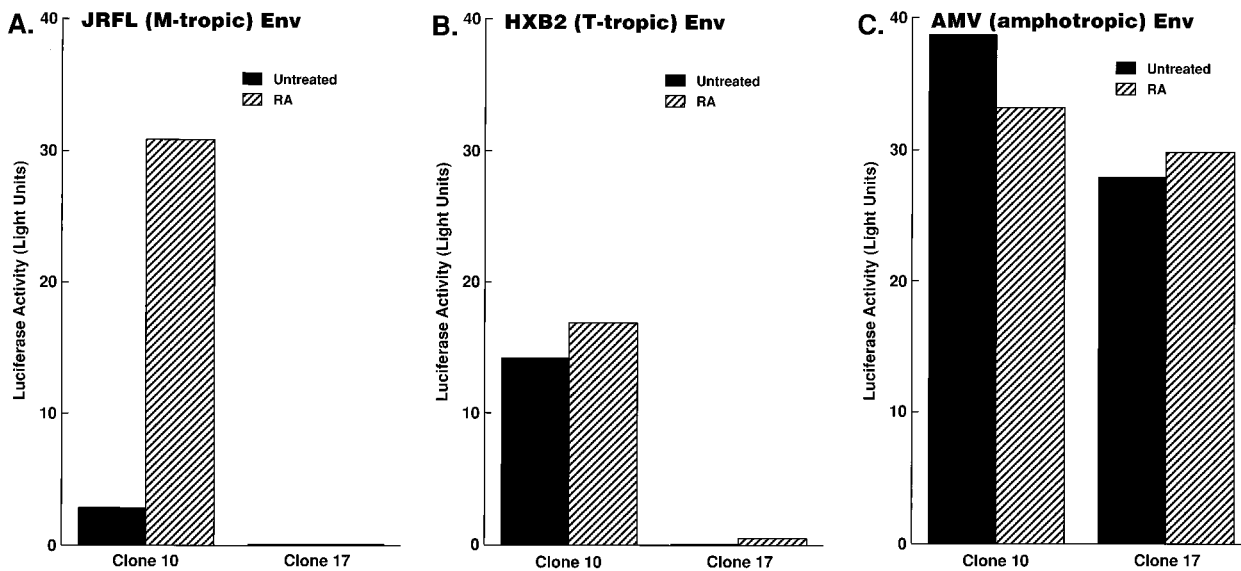 A. JRFL (M-tropic) Env
40
30
20
10
0
Luciferase Activity (Light Units)
Untreated
RA
Clone 10 Clone 17
B. HXB2 (T-tropic) Env
40
30
20
10
0
Luciferase Activity (Light Units)
Untreated
RA
Clone 10 Clone 17
C. AMV (amphotropic) Env
40
30
20
10
0
Luciferase Activity (Light Units)
Untreated
RA
Clone 10 Clone 17